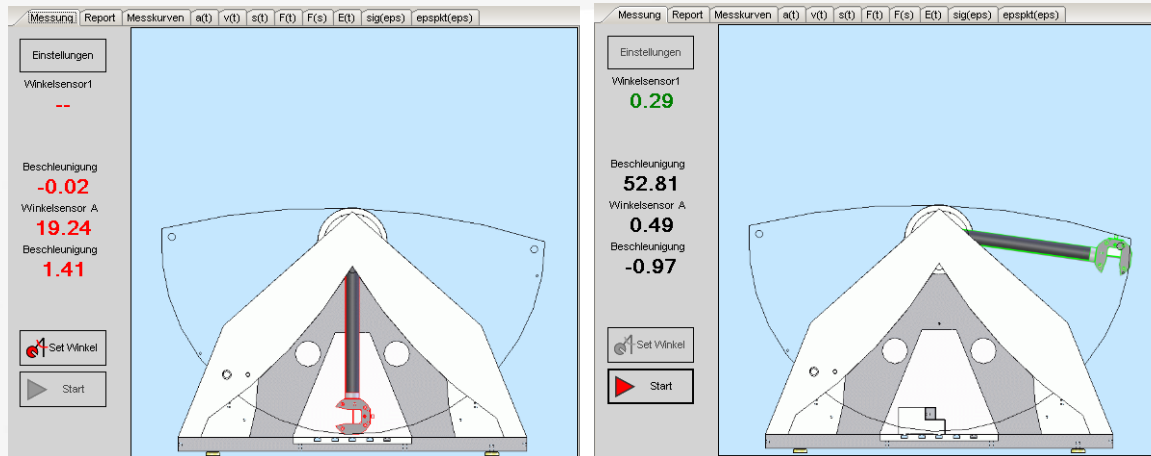 Messung Report Messkurven a(t) v(t) s(t) F(t) F(s) E(t) sig(eps) epspkt(eps)
Einstellungen
Winkelsensor1
--
Beschleunigung
-0.02
Winkelsensor A
19.24
Beschleunigung
1.41
Set Winkel
Start
Messung Report Messkurven a(t) v(t) s(t) F(t) F(s) E(t) sig(eps) epspkt(eps)
Einstellungen
Winkelsensor1
0.29
Beschleunigung
52.81
Winkelsensor A
0.49
Beschleunigung
-0.97
Set Winkel
Start